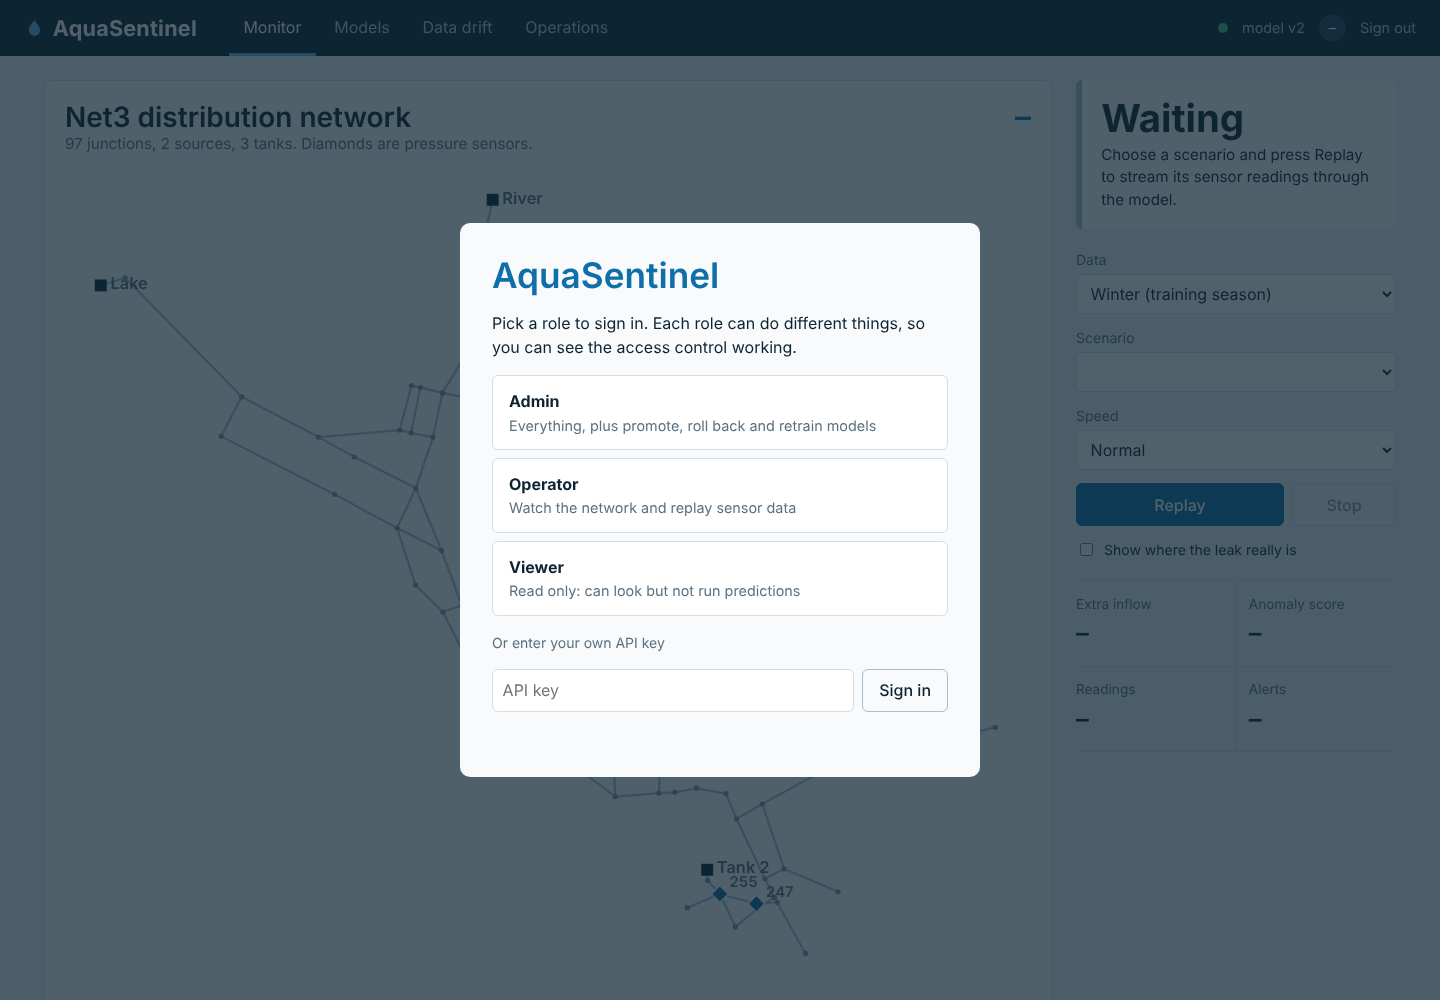 AquaSentinel
Monitor
Models
Data drift
Operations
model v2
–
Sign out
Net3 distribution network
–
97 junctions, 2 sources, 3 tanks. Diamonds are pressure sensors.
River
Lake
Tank 2
255
247
AquaSentinel
Pick a role to sign in. Each role can do different things, so
you can see the access control working.
Admin
Everything, plus promote, roll back and retrain models
Operator
Watch the network and replay sensor data
Viewer
Read only: can look but not run predictions
Or enter your own API key
API key
Sign in
Waiting
Choose a scenario and press Replay
to stream its sensor readings through
the model.
Data
Winter (training season)
Scenario
Speed
Normal
Replay
Stop
Show where the leak really is
Extra inflow
–
Anomaly score
–
Readings
–
Alerts
–